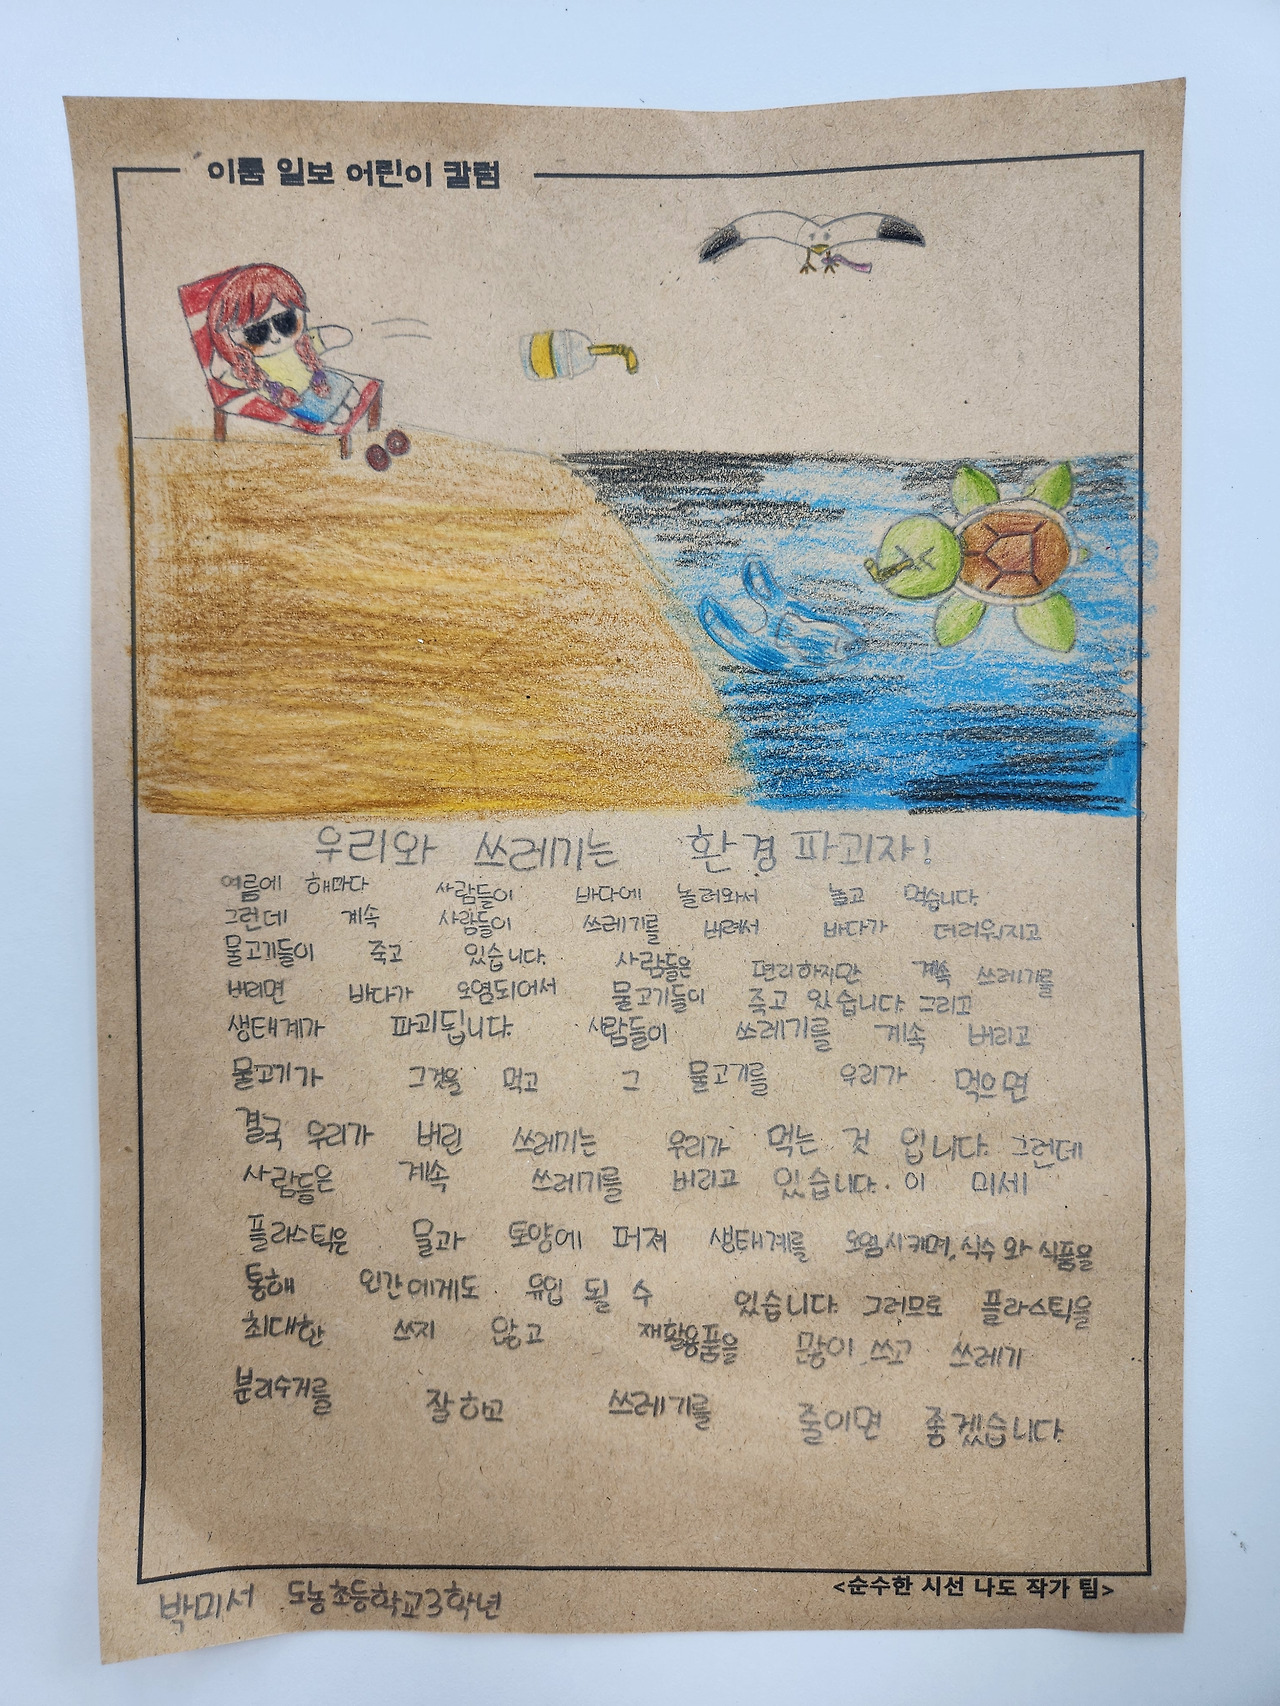 이룸 일보 어린이 칼럼
우리와 쓰레기는 환경 파괴자!
여름에 해마다 사람들이 바다에 놀러와서 놀고 먹습니다.
그런데 계속 사람들이 쓰레기를 버려서 바다가 더러워지고
물고기들이 죽고 있습니다. 사람들은 편리하지만 계속 쓰레기를
버리면 바다가 오염되어서 물고기들이 죽고 있습니다. 그리고
생태계가 파괴됩니다. 사람들이 쓰레기를 계속 버리고
물고기가 그것을 먹고 그 물고기를 우리가 먹으면
결국 우리가 버린 쓰레기는 우리가 먹는 것 입니다. 그런데
사람들은 계속 쓰레기를 버리고 있습니다. 이 미세
플라스틱은 물과 토양에 퍼져 생태계를 오염시키며, 식수 와 식품을
통해 인간에게도 유입 될 수 있습니다. 그러므로 플라스틱을
최대한 쓰지 않고 재활용품을 많이 쓰고 쓰레기
분리수거를 잘하고 쓰레기를 줄이면 좋겠습니다.
<순수한 시선 나도 작가 팀>
박미서 도농초등학교3학년